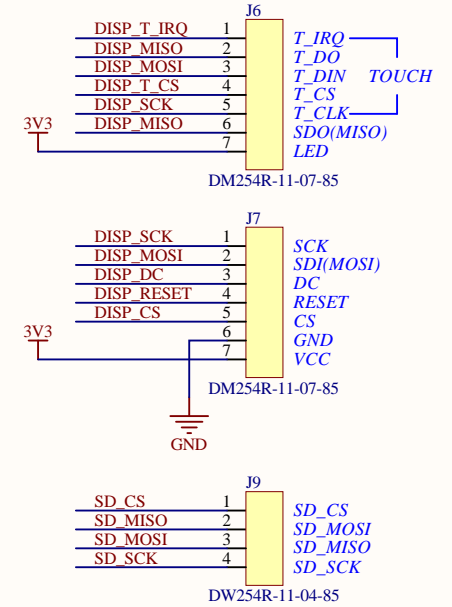 J6
DISP_T_IRQ 1 T_IRQ
DISP_MISO 2 T_DO
DISP_MOSI 3 T_DIN TOUCH
DISP_T_CS 4 T_CS
DISP_SCK 5 T_CLK
3V3 DISP_MISO 6 SDO(MISO)
7 LED
DM254R-11-07-85
J7
DISP_SCK 1 SCK
DISP_MOSI 2 SDI(MOSI)
DISP_DC 3 DC
DISP_RESET 4 RESET
DISP_CS 5 CS
3V3 6 GND
7 VCC
DM254R-11-07-85
GND
J9
SD_CS 1 SD_CS
SD_MISO 2 SD_MOSI
SD_MOSI 3 SD_MISO
SD_SCK 4 SD_SCK
DW254R-11-04-85